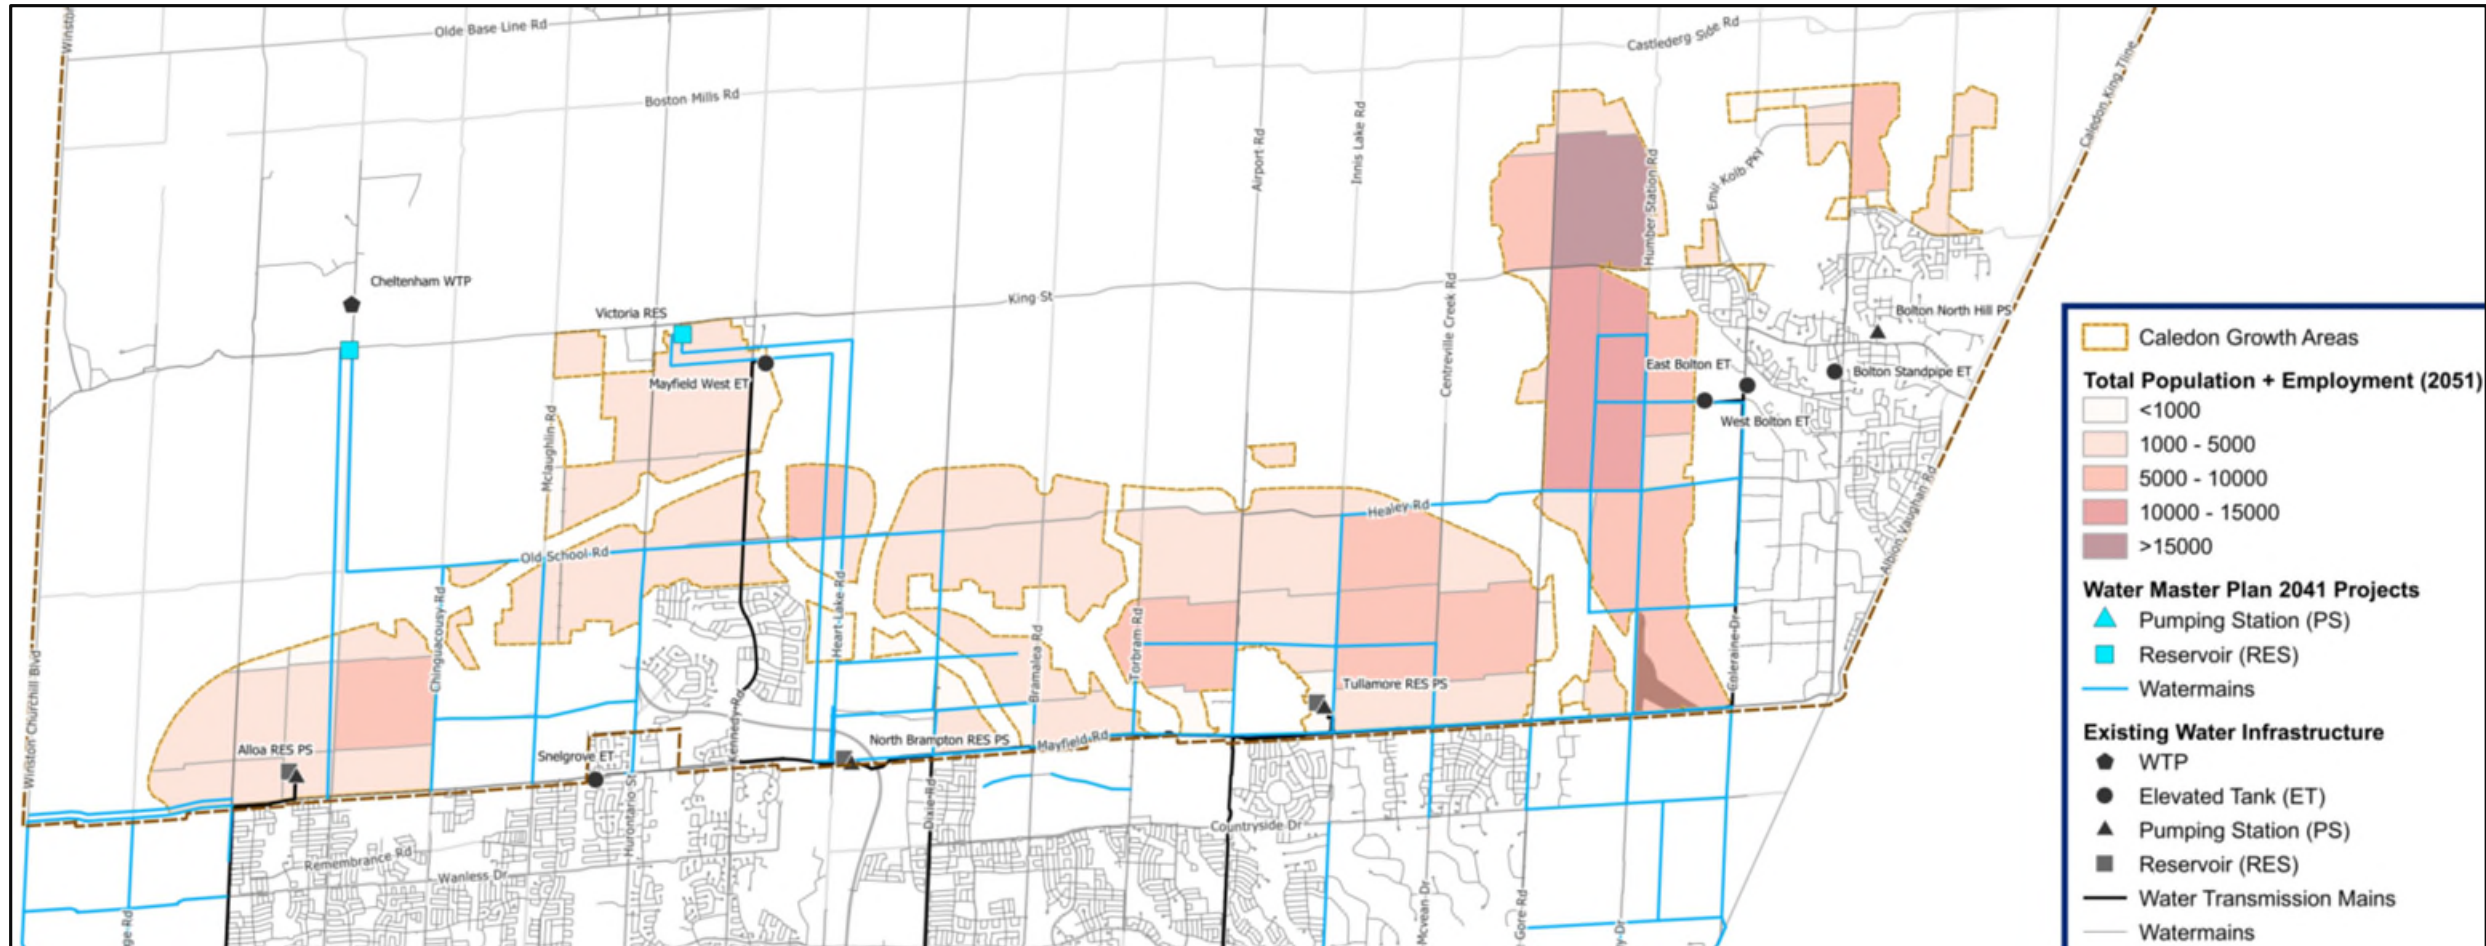 Winston
Olde Base Line Rd
Castlederg Side Rd
Boston Mills Rd
Caledon King Tline
Airport Rd
Innis Lake Rd
Humber Station Rd
Emil Kolb Pky
Cheltenham WTP
Victoria RES
King St
Centreville Creek Rd
Bolton North Hill PS
East Bolton ET
Bolton Standpipe ET
Mayfield West ET
West Bolton ET
Mclaughlin Rd
Healey Rd
Albion Vaughan Rd
Old School Rd
Chinguacousy Rd
Heart Lake Rd
Bramalea Rd
Torbram Rd
Coleraine Dr
Winston Churchill Blvd
Tullamore RES PS
Kennedy Rd
Alloa RES PS
Snelgrove ET
North Brampton RES PS
Mayfield Rd
Hurontario St
Dixie Rd
Countryside Dr
Remembrance Rd
Wanless Dr
Mcvean Dr
Gore Rd
ge Rd
y Dr
Caledon Growth Areas
Total Population + Employment (2051)
<1000
1000 - 5000
5000 - 10000
10000 - 15000
>15000
Water Master Plan 2041 Projects
Pumping Station (PS)
Reservoir (RES)
Watermains
Existing Water Infrastructure
WTP
Elevated Tank (ET)
Pumping Station (PS)
Reservoir (RES)
Water Transmission Mains
Watermains